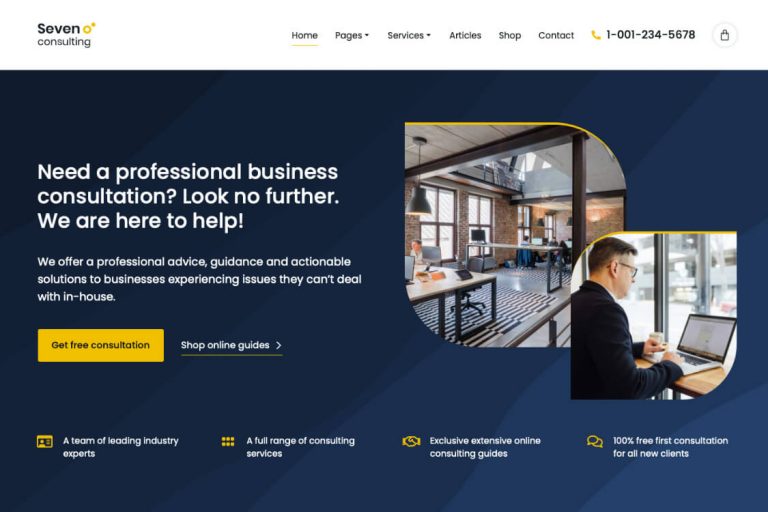 Seven o
consulting
Home Pages Services Articles Shop Contact 1-001-234-5678
Need a professional business
consultation? Look no further.
We are here to help!
We offer a professional advice, guidance and actionable
solutions to businesses experiencing issues they can't deal
with in-house.
Get free consultation
Shop online guides
A team of leading industry
experts
A full range of consulting
services
Exclusive extensive online
consulting guides
100% free first consultation
for all new clients